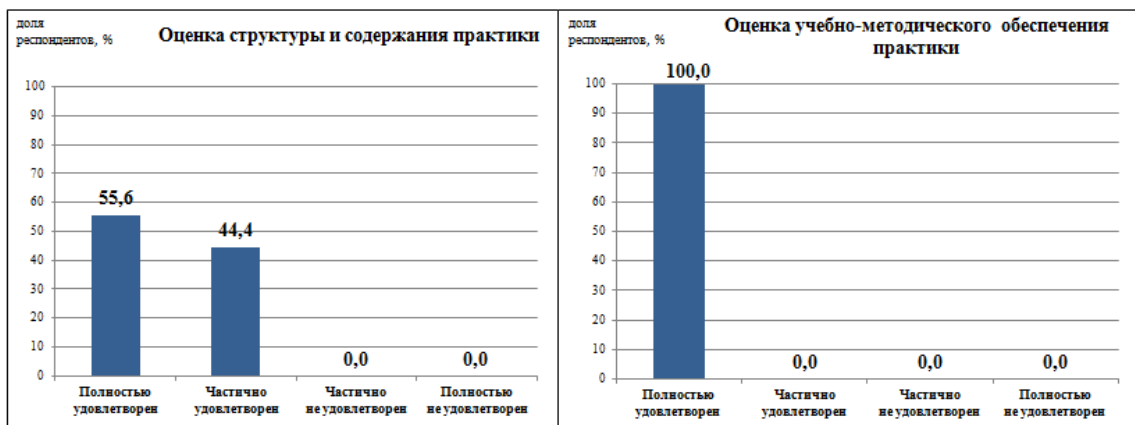 доля
респондентов, %
Оценка структуры и содержания практики
100
90
80
70
60
50
40
30
20
10
0
55,6
44,4
0,0
0,0
Полностью
удовлетворен
Частично
удовлетворен
Частично
не удовлетворен
Полностью
не удовлетворен
доля
респондентов, %
Оценка учебно-методического обеспечения
практики
100
90
80
70
60
50
40
30
20
10
0
100,0
0,0
0,0
0,0
Полностью
удовлетворен
Частично
удовлетворен
Частично
не удовлетворен
Полностью
не удовлетворен